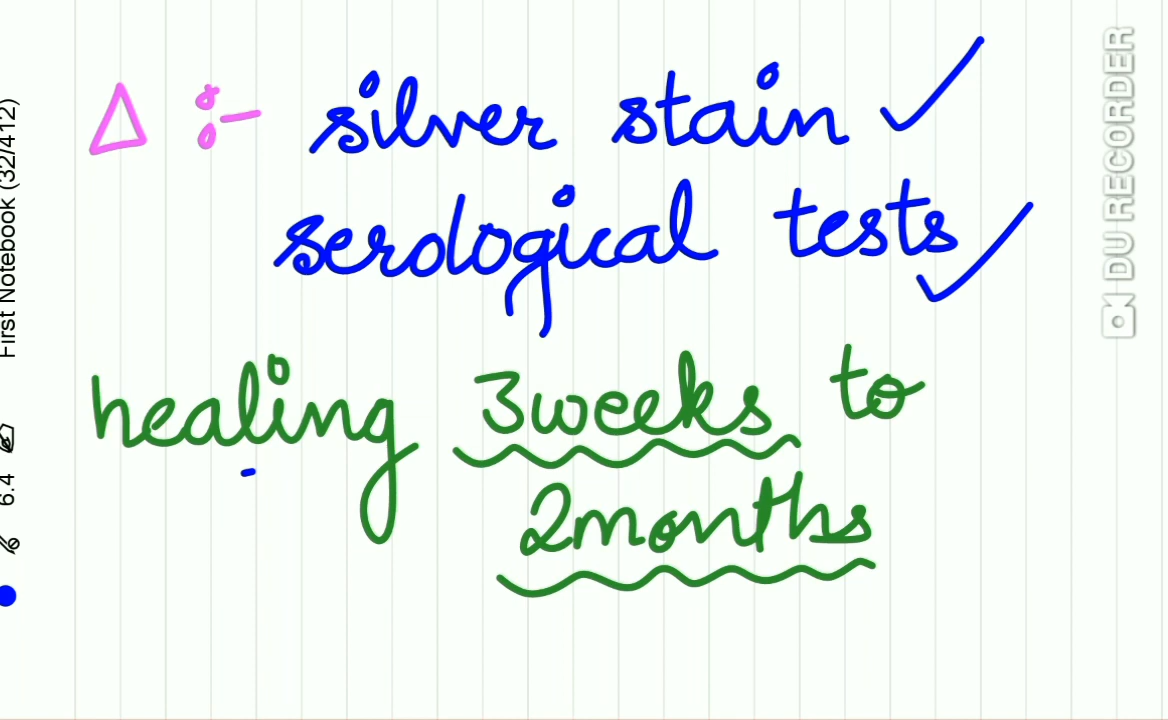 Δ :- silver stain ✓
serological tests ✓
healing 3weeks to
2months
First Notebook (32/412)
6.4
DU RECORDER